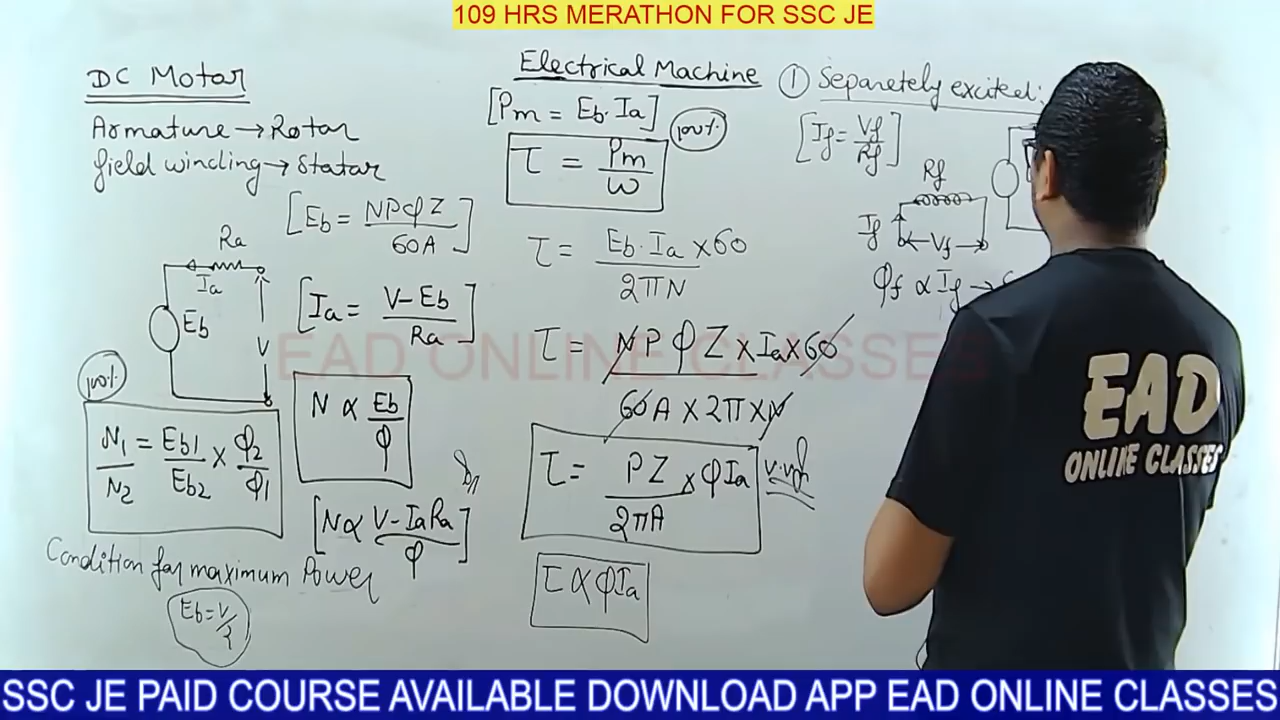 109 HRS MERATHON FOR SSC JE
DC Motor
Armature → Rotor
field winding → Stator
[Eb = NPφZ / 60A]
Ra
Ia
Eb
V
[Ia = V-Eb / Ra]
100%
N1/N2 = Eb1/Eb2 × φ2/φ1
N ∝ Eb/φ
[N ∝ V-IaRa / φ]
Condition for maximum Power
Eb=V/2
Electrical Machine
[Pm = Eb·Ia]
100%
τ = Pm/ω
τ = Eb·Ia×60 / 2πN
τ = NPφZ×Ia×60 / 60A×2π×N
τ = PZ/2πA ×φIa
τ ∝ φIa
① Separetely excited:
[If = Vf/Rf]
Rf
If
Vf
φf ∝ If →
EAD ONLINE CLASSES
EAD
ONLINE CLASSES
SSC JE PAID COURSE AVAILABLE DOWNLOAD APP EAD ONLINE CLASSES